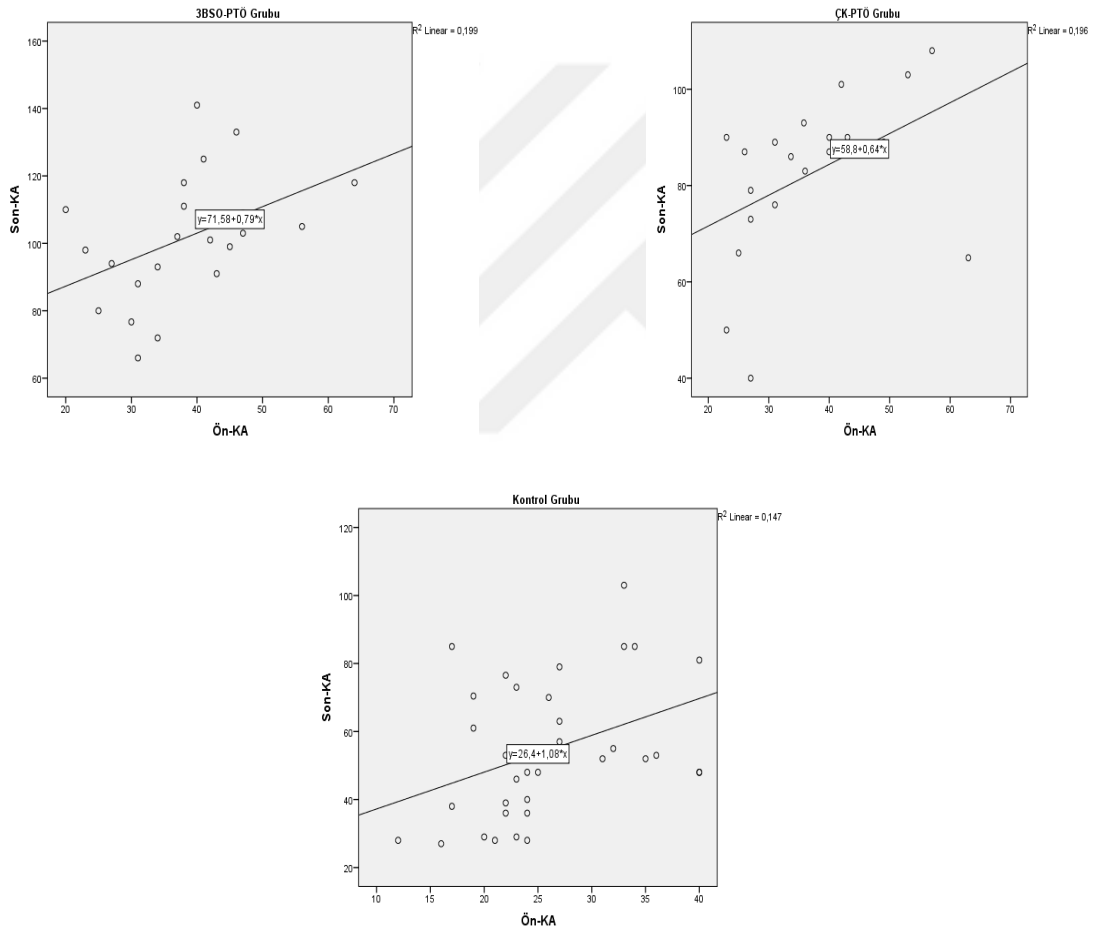 3BSO-PTÖ Grubu
R² Linear = 0,199
160
140
120
100
80
60
Son-KA
y=71,58+0,79*x
20 30 40 50 60 70
Ön-KA
ÇK-PTÖ Grubu
R² Linear = 0,196
100
80
60
40
Son-KA
y=58,8+0,64*x
20 30 40 50 60 70
Ön-KA
Kontrol Grubu
R² Linear = 0,147
120
100
80
60
40
20
Son-KA
y=26,4+1,08*x
10 15 20 25 30 35 40
Ön-KA